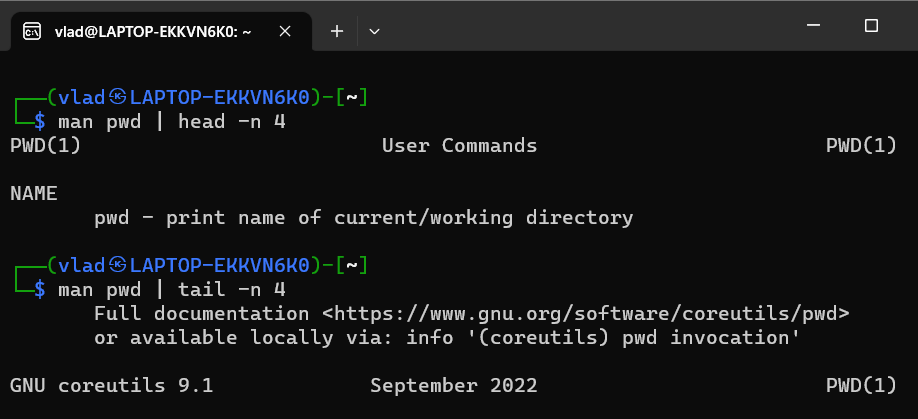 vlad@LAPTOP-EKKVN6K0: ~
(vlad㉿LAPTOP-EKKVN6K0)-[~]
$ man pwd | head -n 4
PWD(1) User Commands PWD(1)
NAME
pwd - print name of current/working directory
(vlad㉿LAPTOP-EKKVN6K0)-[~]
$ man pwd | tail -n 4
Full documentation <https://www.gnu.org/software/coreutils/pwd>
or available locally via: info '(coreutils) pwd invocation'
GNU coreutils 9.1 September 2022 PWD(1)